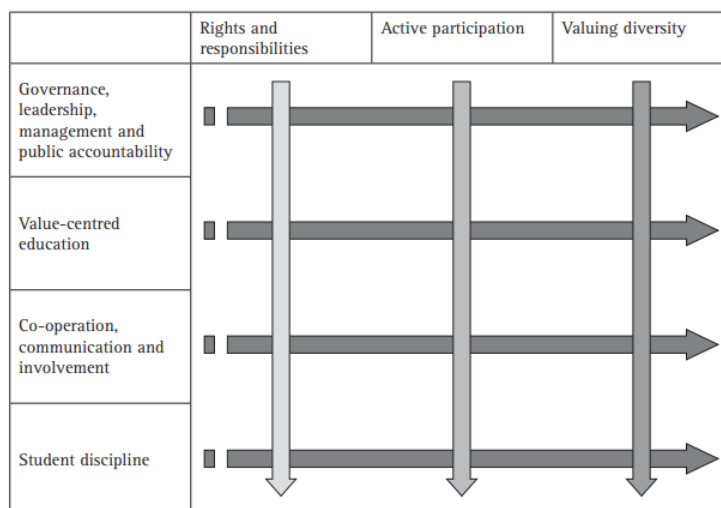 Rights and
responsibilities
Active participation
Valuing diversity
Governance,
leadership,
management and
public accountability
Value-centred
education
Co-operation,
communication and
involvement
Student discipline